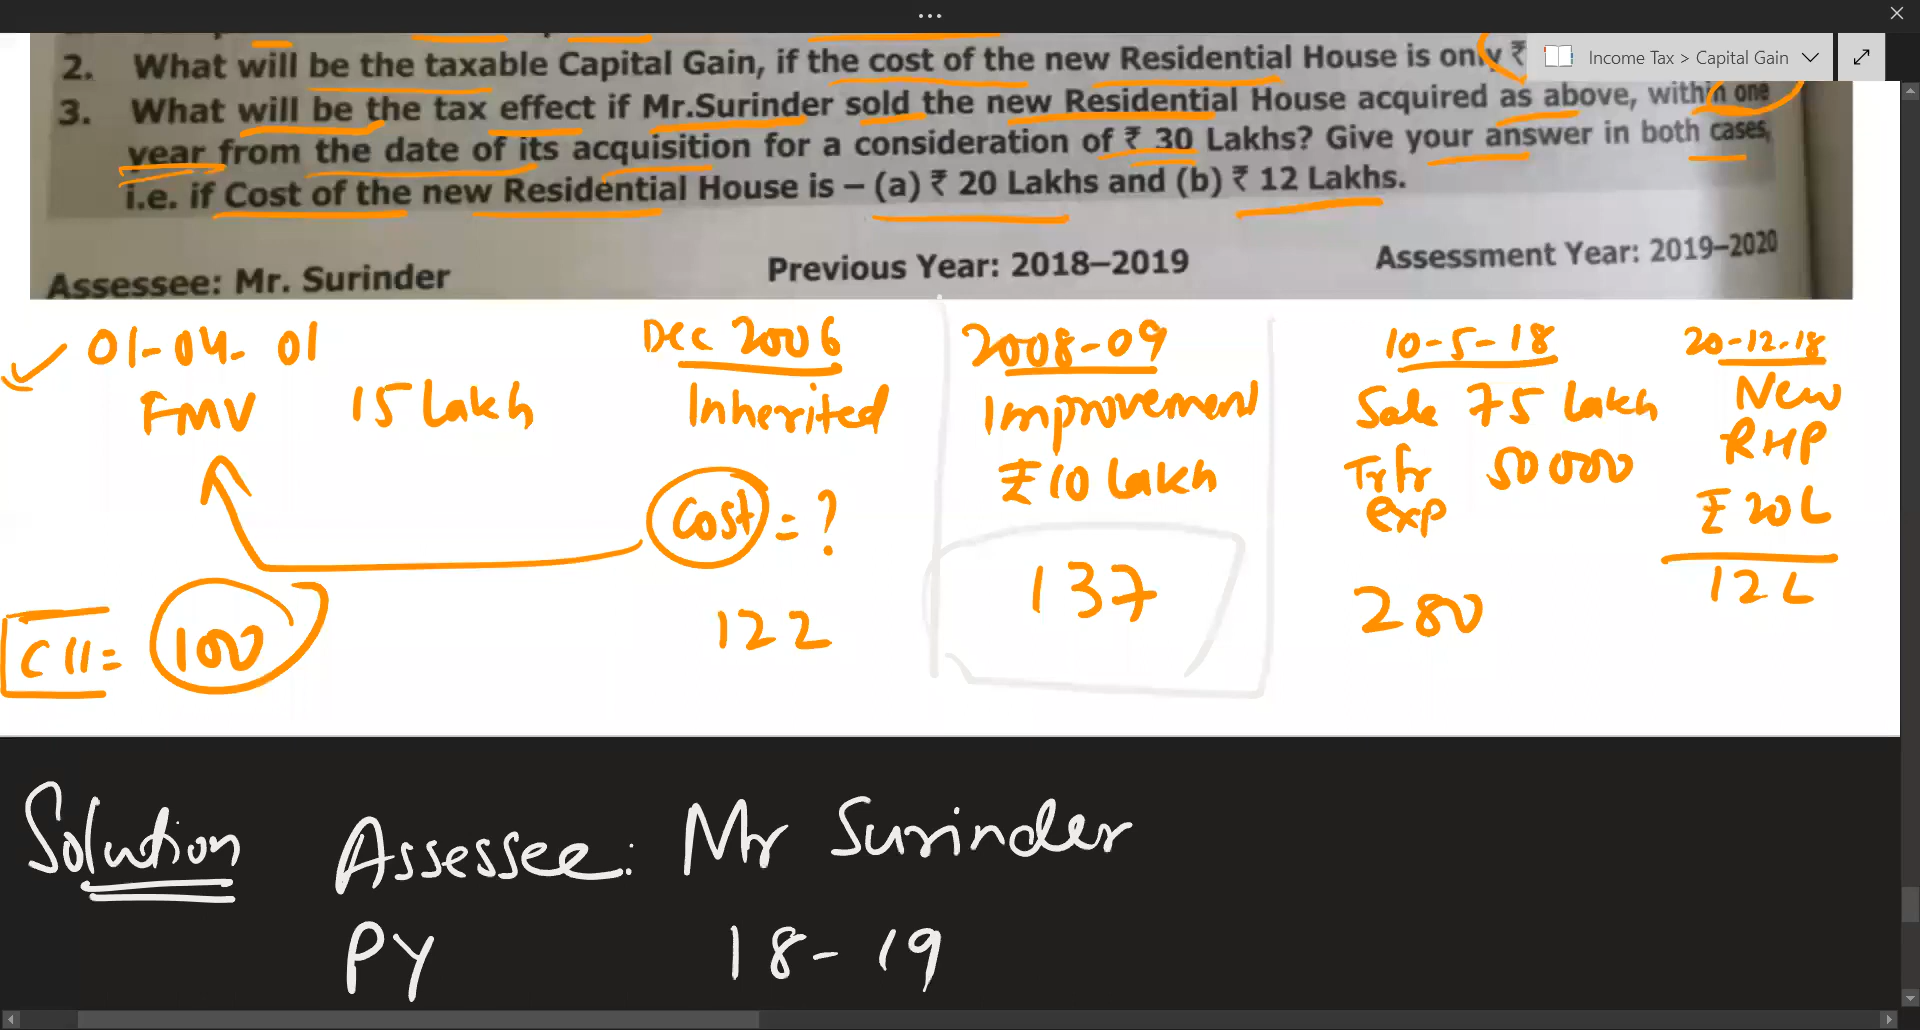 2. What will be the taxable Capital Gain, if the cost of the new Residential House is only ₹
Income Tax > Capital Gain
3. What will be the tax effect if Mr.Surinder sold the new Residential House acquired as above, within one
year from the date of its acquisition for a consideration of ₹ 30 Lakhs? Give your answer in both cases,
i.e. if Cost of the new Residential House is – (a) ₹ 20 Lakhs and (b) ₹ 12 Lakhs.
Assessee: Mr. Surinder Previous Year: 2018–2019 Assessment Year: 2019–2020
01-04-01 Dec 2006 2008-09 10-5-18 20-12-18
FMV 15 Lakh Inherited Improvement Sale 75 Lakh New
RHP
₹10 Lakh Trfr exp 50000
Cost = ? ₹ 20L
CII= 100 122 137 280 12L
Solution Assessee: Mr Surinder
PY 18-19